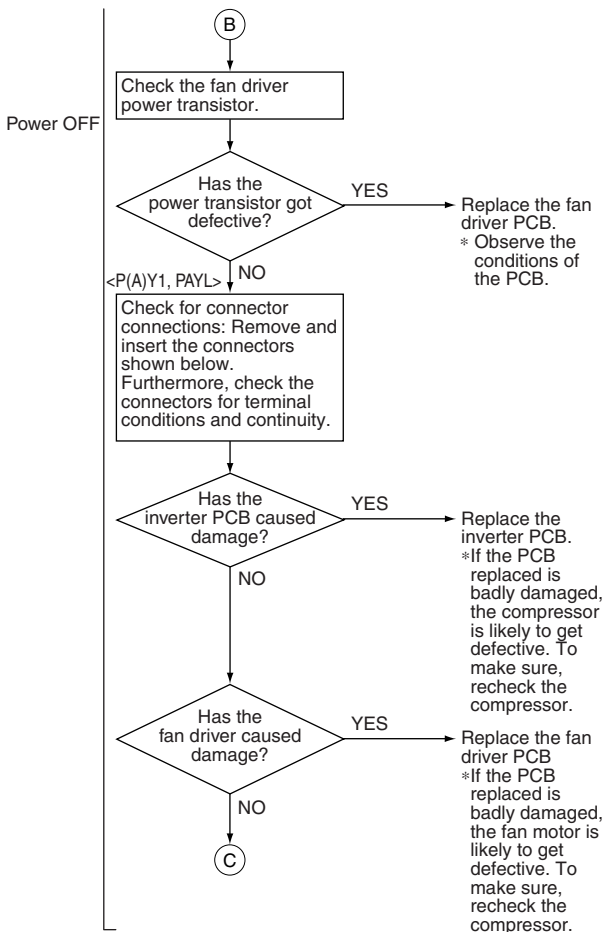 B
Check the fan driver
power transistor.
Power OFF
Has the
power transistor got
defective?
YES
Replace the fan
driver PCB.
* Observe the
conditions of
the PCB.
NO
<P(A)Y1, PAYL>
Check for connector
connections: Remove and
insert the connectors
shown below.
Furthermore, check the
connectors for terminal
conditions and continuity.
Has the
inverter PCB caused
damage?
YES
Replace the
inverter PCB.
*If the PCB
replaced is
badly damaged,
the compressor
is likely to get
defective. To
make sure,
recheck the
compressor.
NO
Has the
fan driver caused
damage?
YES
Replace the fan
driver PCB
*If the PCB
replaced is
badly damaged,
the fan motor is
likely to get
defective. To
make sure,
recheck the
compressor.
NO
C